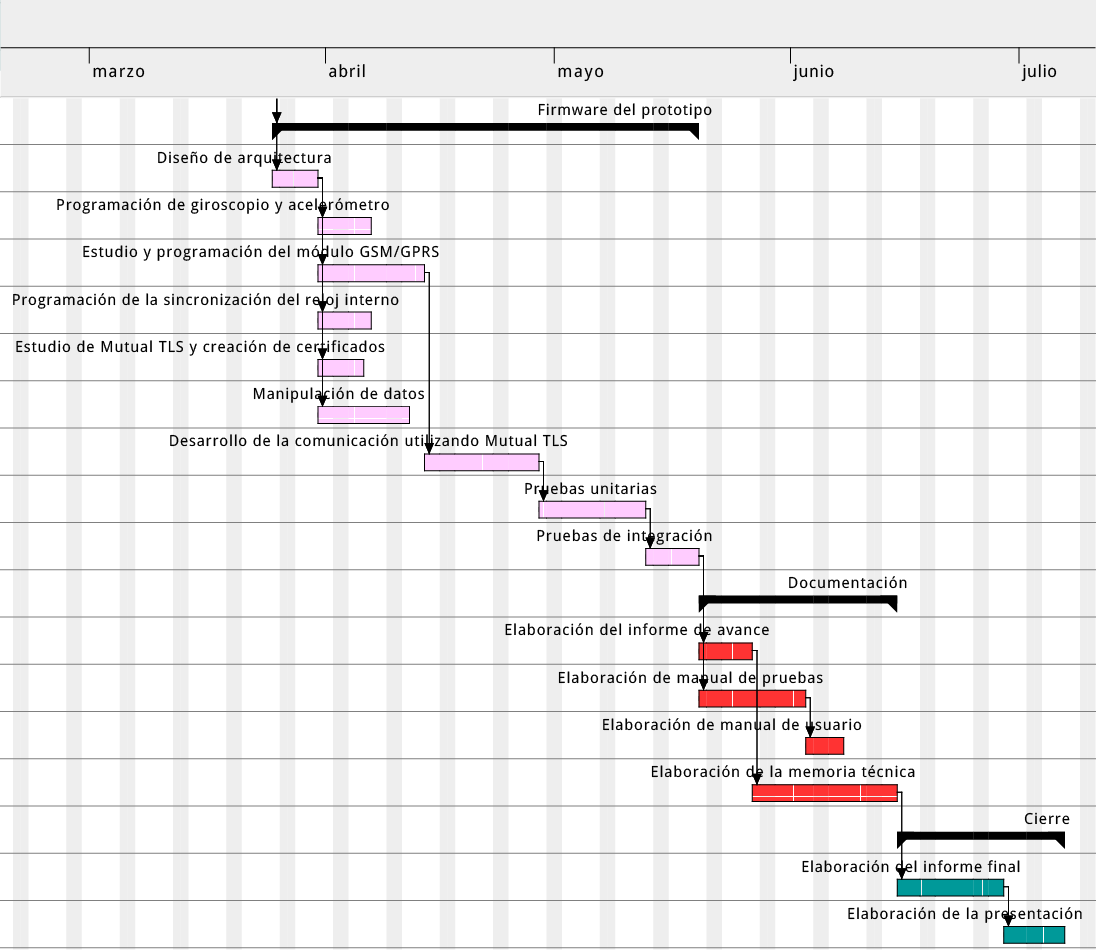 marzo
abril
mayo
junio
julio
Firmware del prototipo
Diseño de arquitectura
Programación de giroscopio y acelerómetro
Estudio y programación del módulo GSM/GPRS
Programación de la sincronización del reloj interno
Estudio de Mutual TLS y creación de certificados
Manipulación de datos
Desarrollo de la comunicación utilizando Mutual TLS
Pruebas unitarias
Pruebas de integración
Documentación
Elaboración del informe de avance
Elaboración de manual de pruebas
Elaboración de manual de usuario
Elaboración de la memoria técnica
Cierre
Elaboración del informe final
Elaboración de la presentación